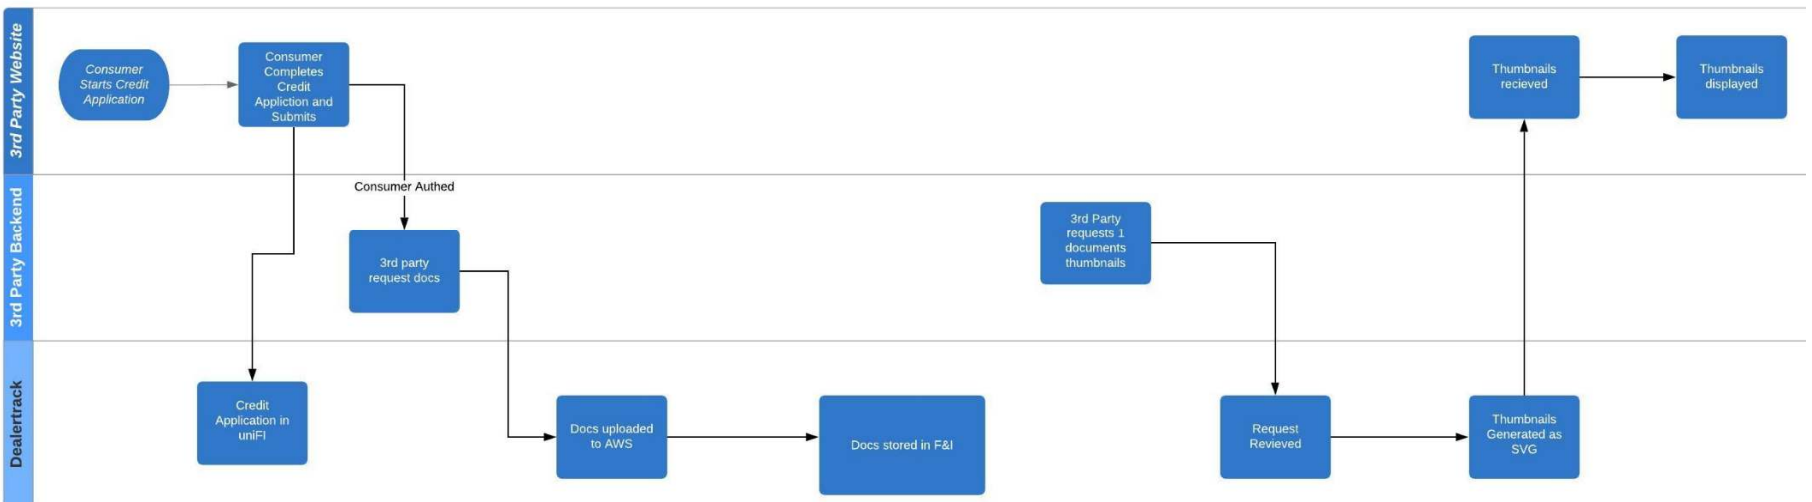 3rd Party Website
Consumer
Starts Credit
Application
Consumer
Completes
Credit
Appliction and
Submits
Thumbnails
recieved
Thumbnails
displayed
3rd Party Backend
Consumer Authed
3rd party
request docs
3rd Party
requests 1
documents
thumbnails
Dealertrack
Credit
Application in
uniFI
Docs uploaded
to AWS
Docs stored in F&I
Request
Revieved
Thumbnails
Generated as
SVG